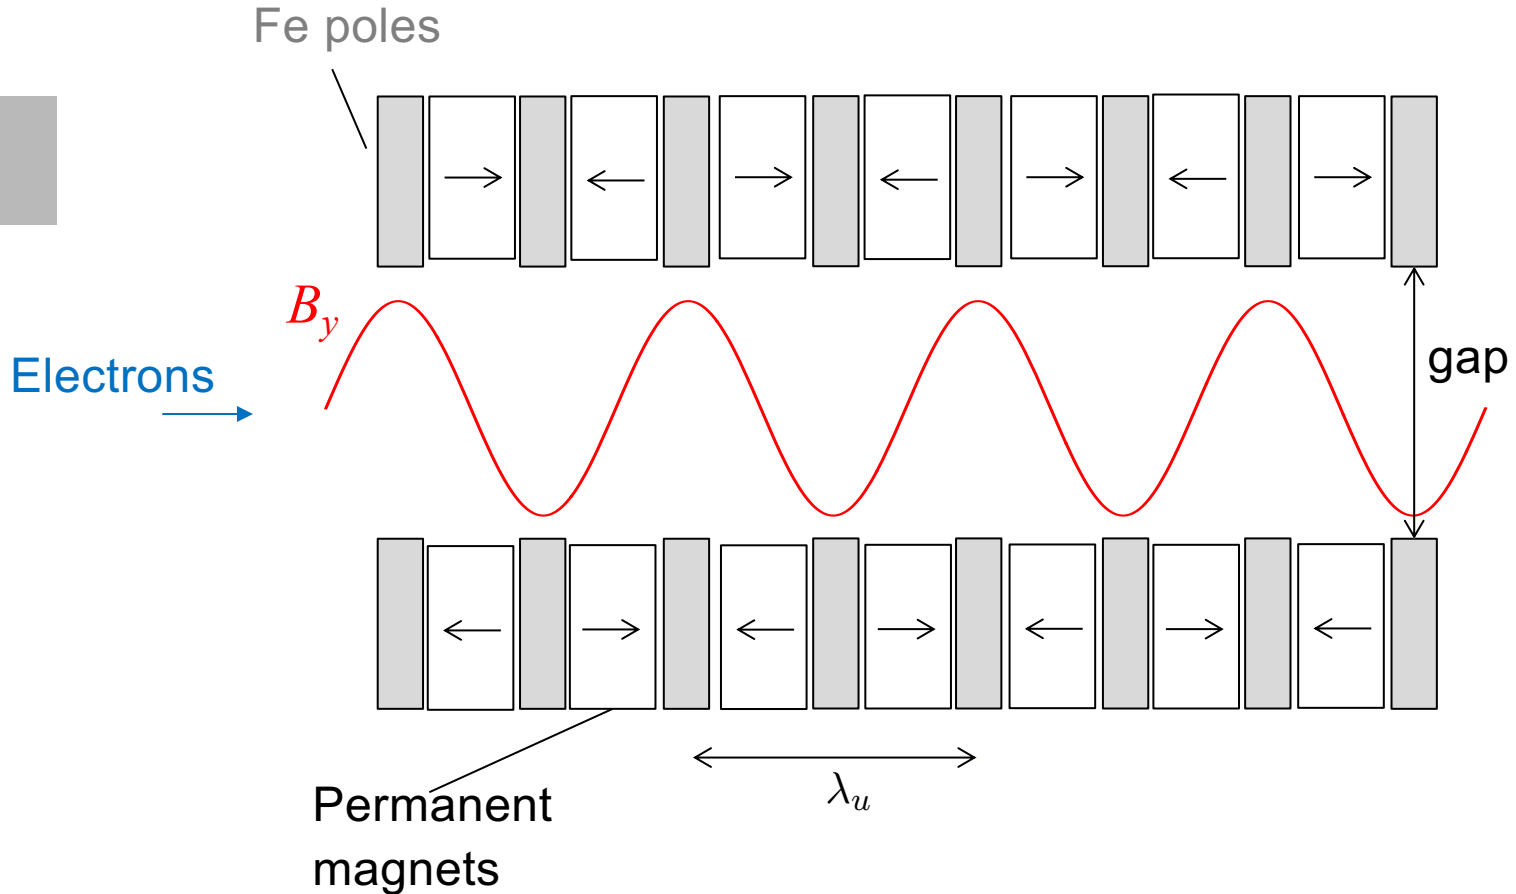 Fe poles
B_y
Electrons
gap
λ_u
Permanent
magnets